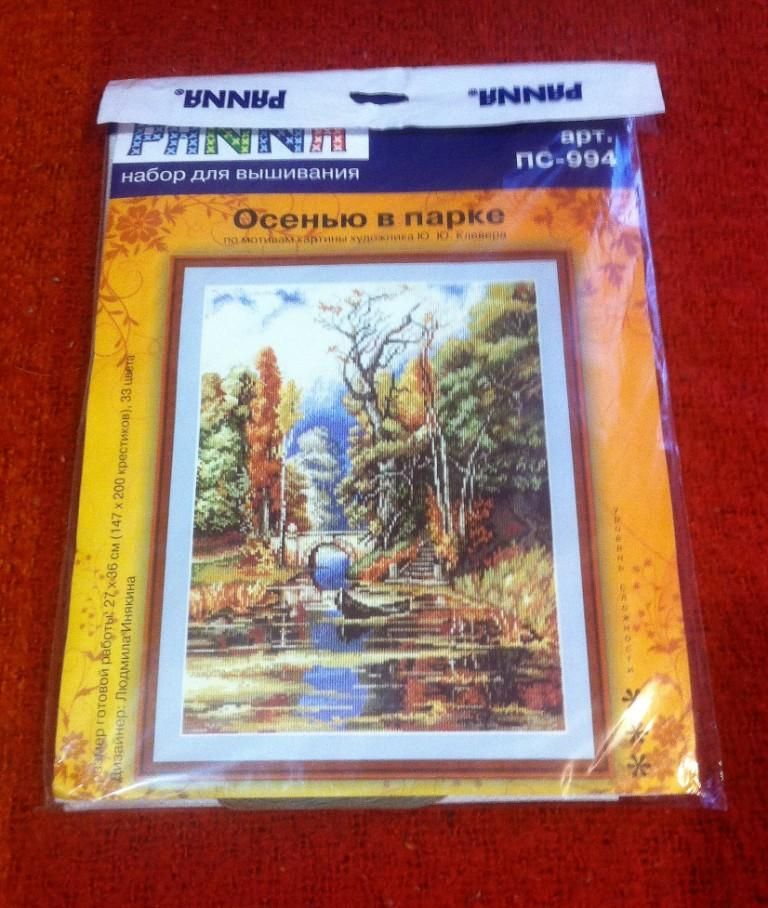 PANNA® PANNA®
PANNA
арт.
ПС-994
набор для вышивания
Осенью в парке
по мотивам картины художника Ю. Ю. Клевера
размер готовой работы: 27 х 36 см (147 х 200 крестиков), 33 цвета
Дизайнер: Людмила Инякина
уровень сложности ***